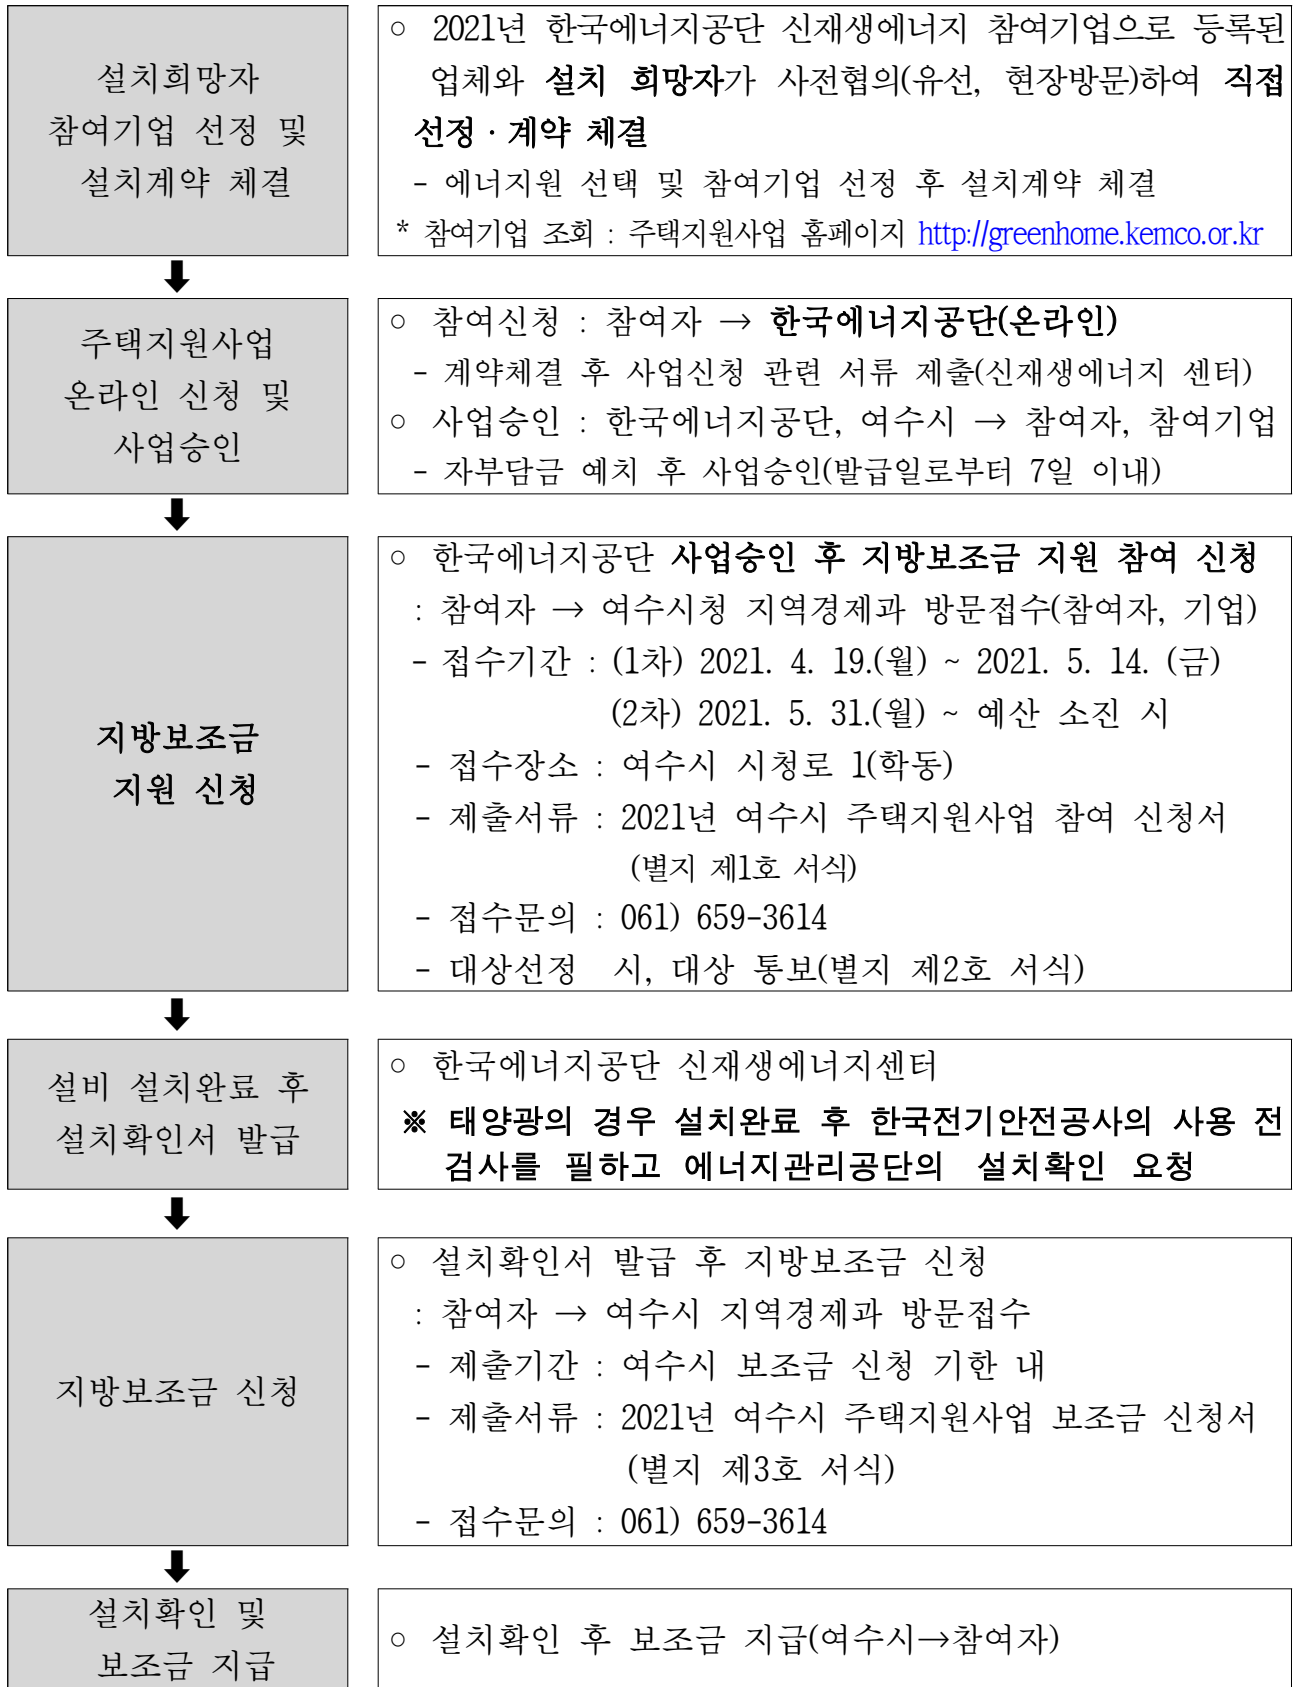 설치희망자
참여기업 선정 및
설치계약 체결
○ 2021년 한국에너지공단 신재생에너지 참여기업으로 등록된
업체와 설치 희망자가 사전협의(유선, 현장방문)하여 직접
선정·계약 체결
- 에너지원 선택 및 참여기업 선정 후 설치계약 체결
* 참여기업 조회 : 주택지원사업 홈페이지 http://greenhome.kemco.or.kr
주택지원사업
온라인 신청 및
사업승인
○ 참여신청 : 참여자 → 한국에너지공단(온라인)
- 계약체결 후 사업신청 관련 서류 제출(신재생에너지 센터)
○ 사업승인 : 한국에너지공단, 여수시 → 참여자, 참여기업
- 자부담금 예치 후 사업승인(발급일로부터 7일 이내)
지방보조금
지원 신청
○ 한국에너지공단 사업승인 후 지방보조금 지원 참여 신청
: 참여자 → 여수시청 지역경제과 방문접수(참여자, 기업)
- 접수기간 : (1차) 2021. 4. 19.(월) ~ 2021. 5. 14. (금)
(2차) 2021. 5. 31.(월) ~ 예산 소진 시
- 접수장소 : 여수시 시청로 1(학동)
- 제출서류 : 2021년 여수시 주택지원사업 참여 신청서
(별지 제1호 서식)
- 접수문의 : 061) 659-3614
- 대상선정 시, 대상 통보(별지 제2호 서식)
설비 설치완료 후
설치확인서 발급
○ 한국에너지공단 신재생에너지센터
※ 태양광의 경우 설치완료 후 한국전기안전공사의 사용 전
검사를 필하고 에너지관리공단의 설치확인 요청
지방보조금 신청
○ 설치확인서 발급 후 지방보조금 신청
: 참여자 → 여수시 지역경제과 방문접수
- 제출기간 : 여수시 보조금 신청 기한 내
- 제출서류 : 2021년 여수시 주택지원사업 보조금 신청서
(별지 제3호 서식)
- 접수문의 : 061) 659-3614
설치확인 및
보조금 지급
○ 설치확인 후 보조금 지급(여수시→참여자)